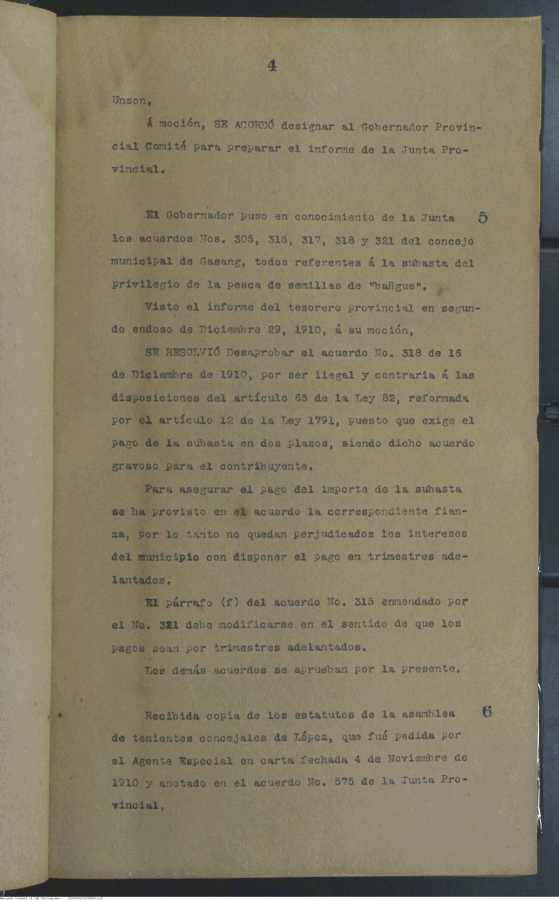 4
Unson,
Á moción, SE ACORDÓ designar al Gobernador Provin-
cial Comité para preparar el informe de la Junta Pro-
vincial.
El Gobernador puso en conocimiento de la Junta 5
los acuerdos Nos. 305, 315, 317, 318 y 321 del concejo
municipal de Gasang, todos referentes á la subasta del
privilegio de la pesca de semillas de "bañgus".
Visto el informe del tesorero provincial en segun-
do endoso de Diciembre 29, 1910, á su moción,
SE RESOLVIÓ Desaprobar el acuerdo No. 318 de 16
de Diciembre de 1910, por ser ilegal y contraria á las
disposiciones del artículo 65 de la Ley 82, reformada
por el artículo 12 de la Ley 1791, puesto que exige el
pago de la subasta en dos plazos, siendo dicho acuerdo
gravoso para el contribuyente.
Para asegurar el pago del importe de la subasta
se ha provisto en el acuerdo la correspondiente fian-
za, por lo tanto no quedan perjudicados los intereses
del municipio con disponer el pago en trimestres ade-
lantados.
El párrafo (f) del acuerdo No. 315 enmendado por
el No. 321 debe modificarse en el sentido de que los
pagos sean por trimestres adelantados.
Los demás acuerdos se aprueban por la presente.
Recibida copia de los estatutos de la asamblea 6
de tenientes concejales de López, que fué pedida por
el Agente Especial en carta fechada 4 de Noviembre de
1910 y anotado en el acuerdo No. 575 de la Junta Pro-
vincial,